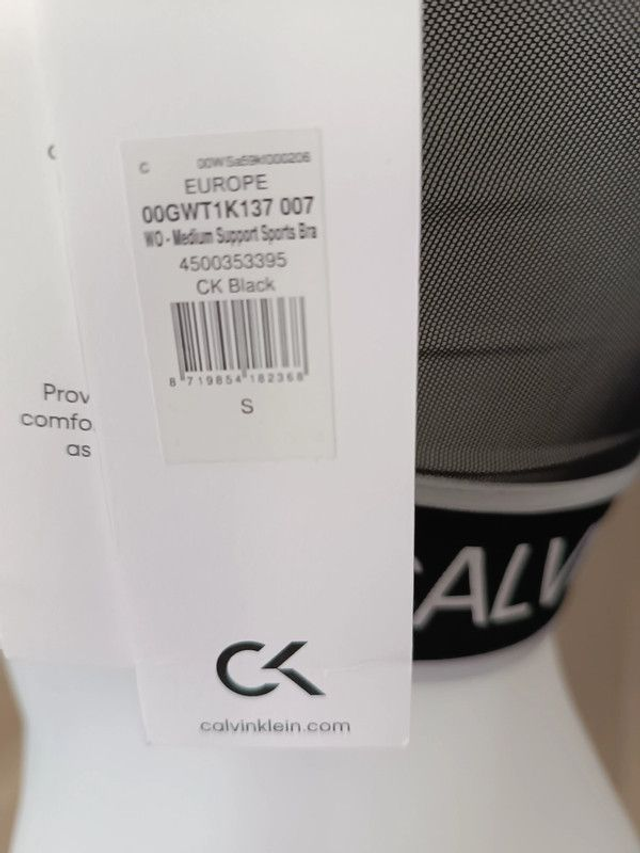 C
EUROPE
00GWT1K137 007
WO - Medium Support Sports Bra
4500353395
CK Black
8 719854 182368
S
Prov
comfo
as
CALV
CK
calvinklein.com